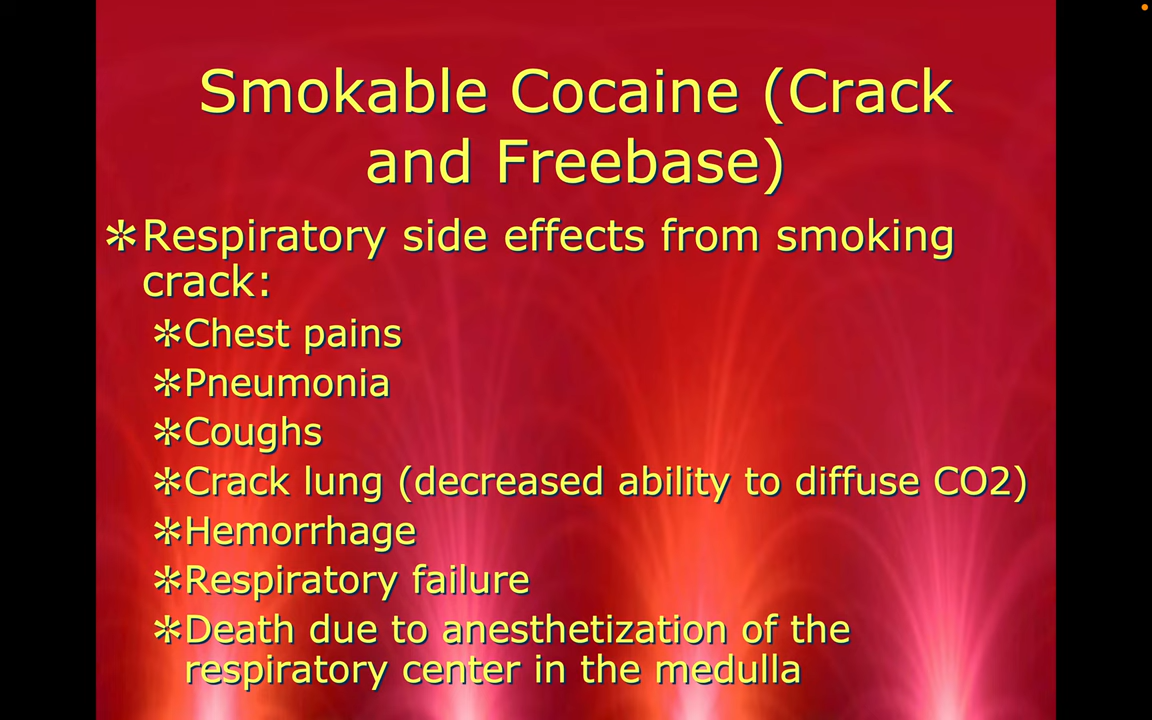 Smokable Cocaine (Crack
and Freebase)
✲Respiratory side effects from smoking
crack:
✲Chest pains
✲Pneumonia
✲Coughs
✲Crack lung (decreased ability to diffuse CO2)
✲Hemorrhage
✲Respiratory failure
✲Death due to anesthetization of the
respiratory center in the medulla